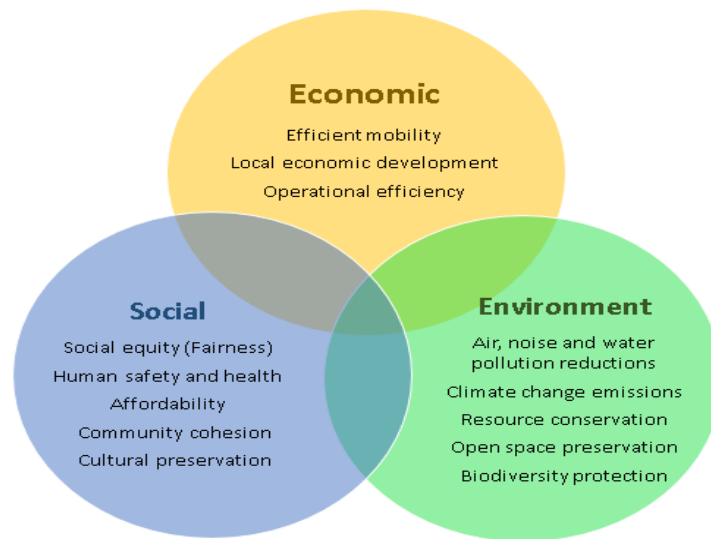 Economic
Efficient mobility
Local economic development
Operational efficiency
Social
Social equity (Fairness)
Human safety and health
Affordability
Community cohesion
Cultural preservation
Environment
Air, noise and water
pollution reductions
Climate change emissions
Resource conservation
Open space preservation
Biodiversity protection